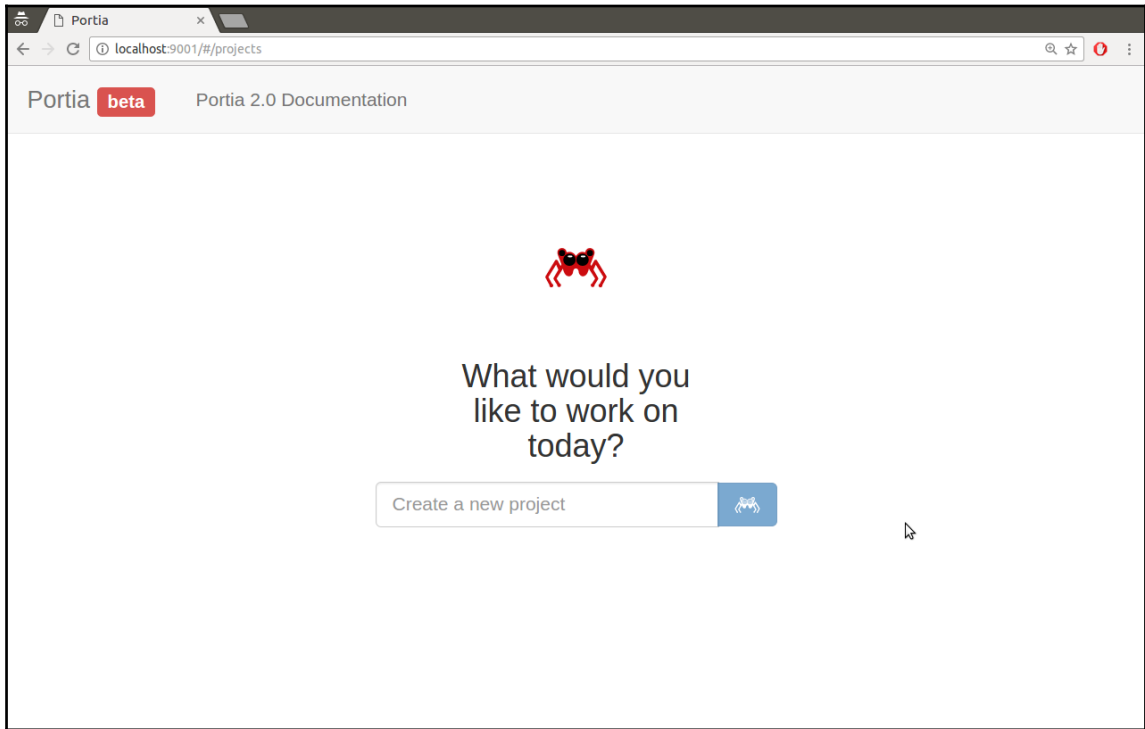 Portia
localhost:9001/#/projects
Portia beta Portia 2.0 Documentation
What would you
like to work on
today?
Create a new project